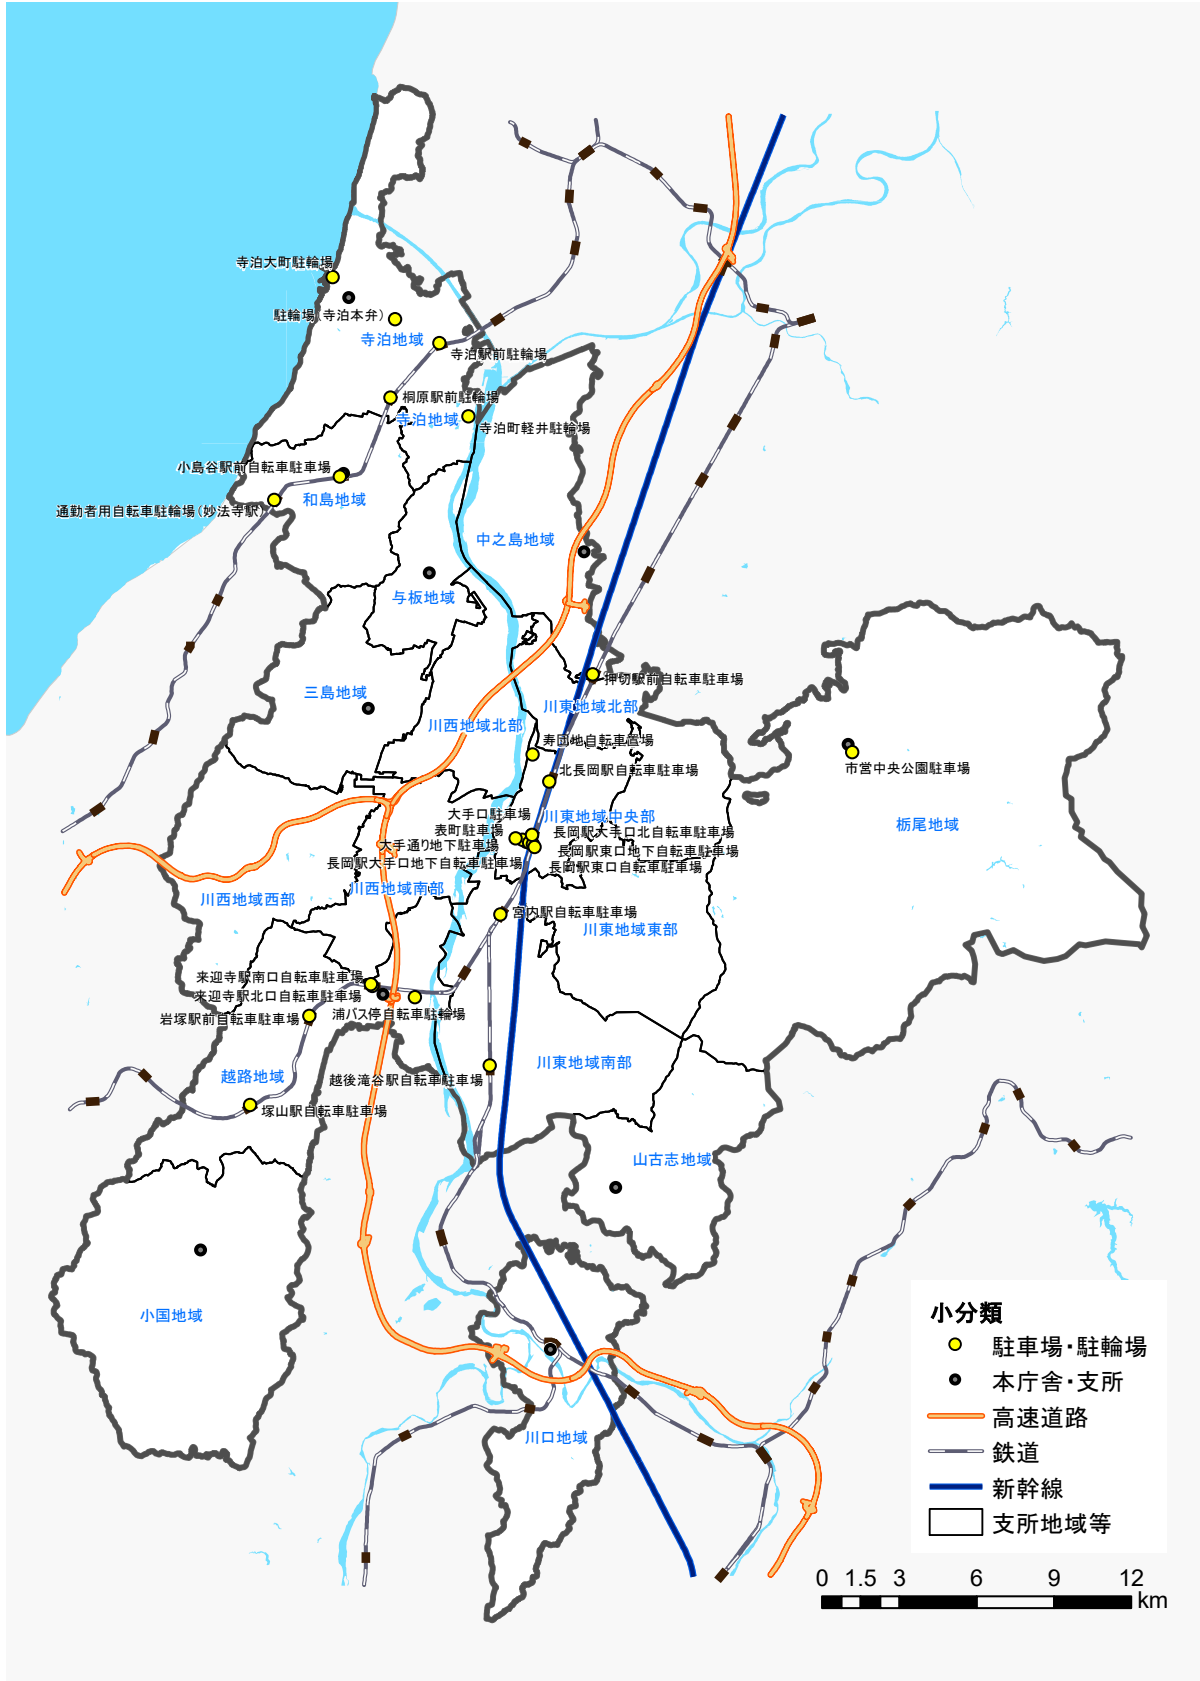 寺泊大町駐輪場
駐輪場(寺泊本弁)
寺泊地域
寺泊駅前駐輪場
桐原駅前駐輪場
寺泊地域
寺泊町軽井駐輪場
小島谷駅前自転車駐車場
和島地域
通勤者用自転車駐輪場(妙法寺駅)
中之島地域
与板地域
押切駅前自転車駐車場
三島地域
川東地域北部
川西地域北部
寿団地自転車置場
北長岡駅自転車駐車場
市営中央公園駐車場
大手口駐車場
川東地域中央部
栃尾地域
表町駐車場
長岡駅大手口北自転車駐車場
大手通り地下駐車場
長岡駅東口地下自転車駐車場
長岡駅大手口地下自転車駐車場
長岡駅東口自転車駐車場
川西地域南部
川西地域西部
宮内駅自転車駐車場
川東地域東部
来迎寺駅南口自転車駐車場
来迎寺駅北口自転車駐車場
浦バス停自転車駐輪場
岩塚駅前自転車駐車場
川東地域南部
越路地域
越後滝谷駅自転車駐車場
塚山駅自転車駐車場
山古志地域
小国地域
川口地域
小分類
駐車場・駐輪場
本庁舎・支所
高速道路
鉄道
新幹線
支所地域等
0 1.5 3 6 9 12
km